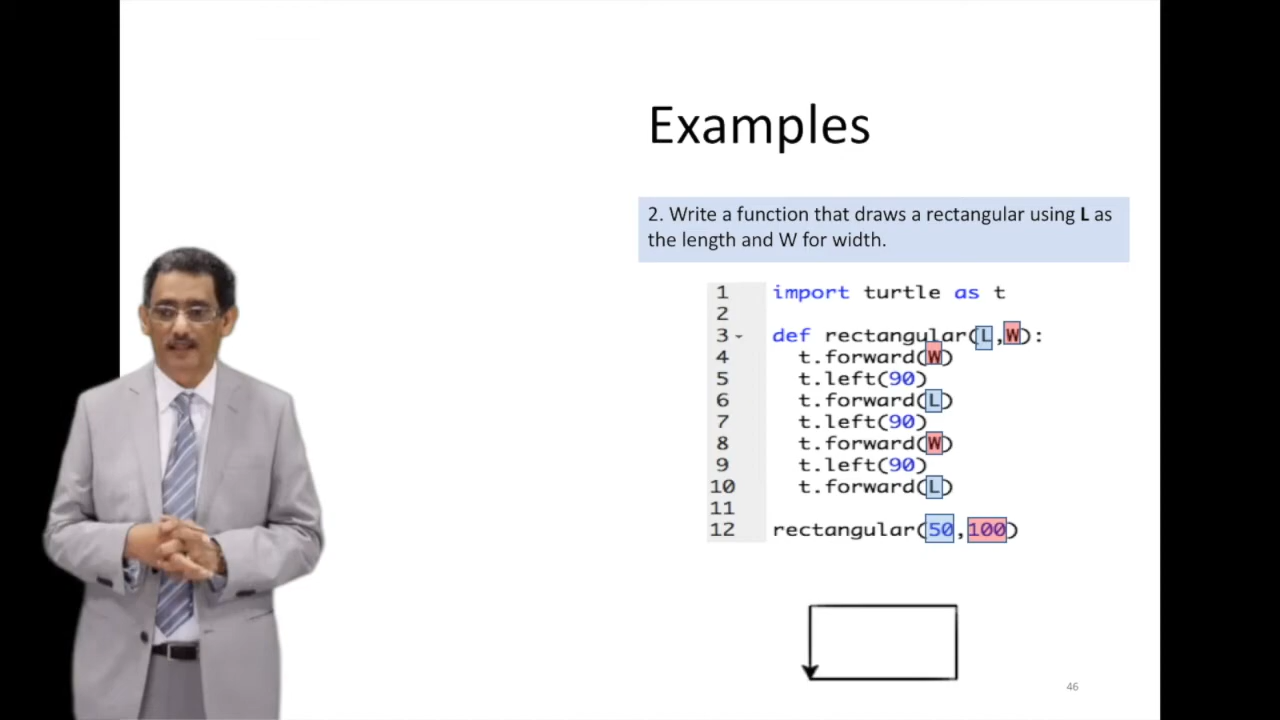 Examples
2. Write a function that draws a rectangular using L as
the length and W for width.
1 import turtle as t
2
3 def rectangular(L,W):
4 t.forward(W)
5 t.left(90)
6 t.forward(L)
7 t.left(90)
8 t.forward(W)
9 t.left(90)
10 t.forward(L)
11
12 rectangular(50,100)
46